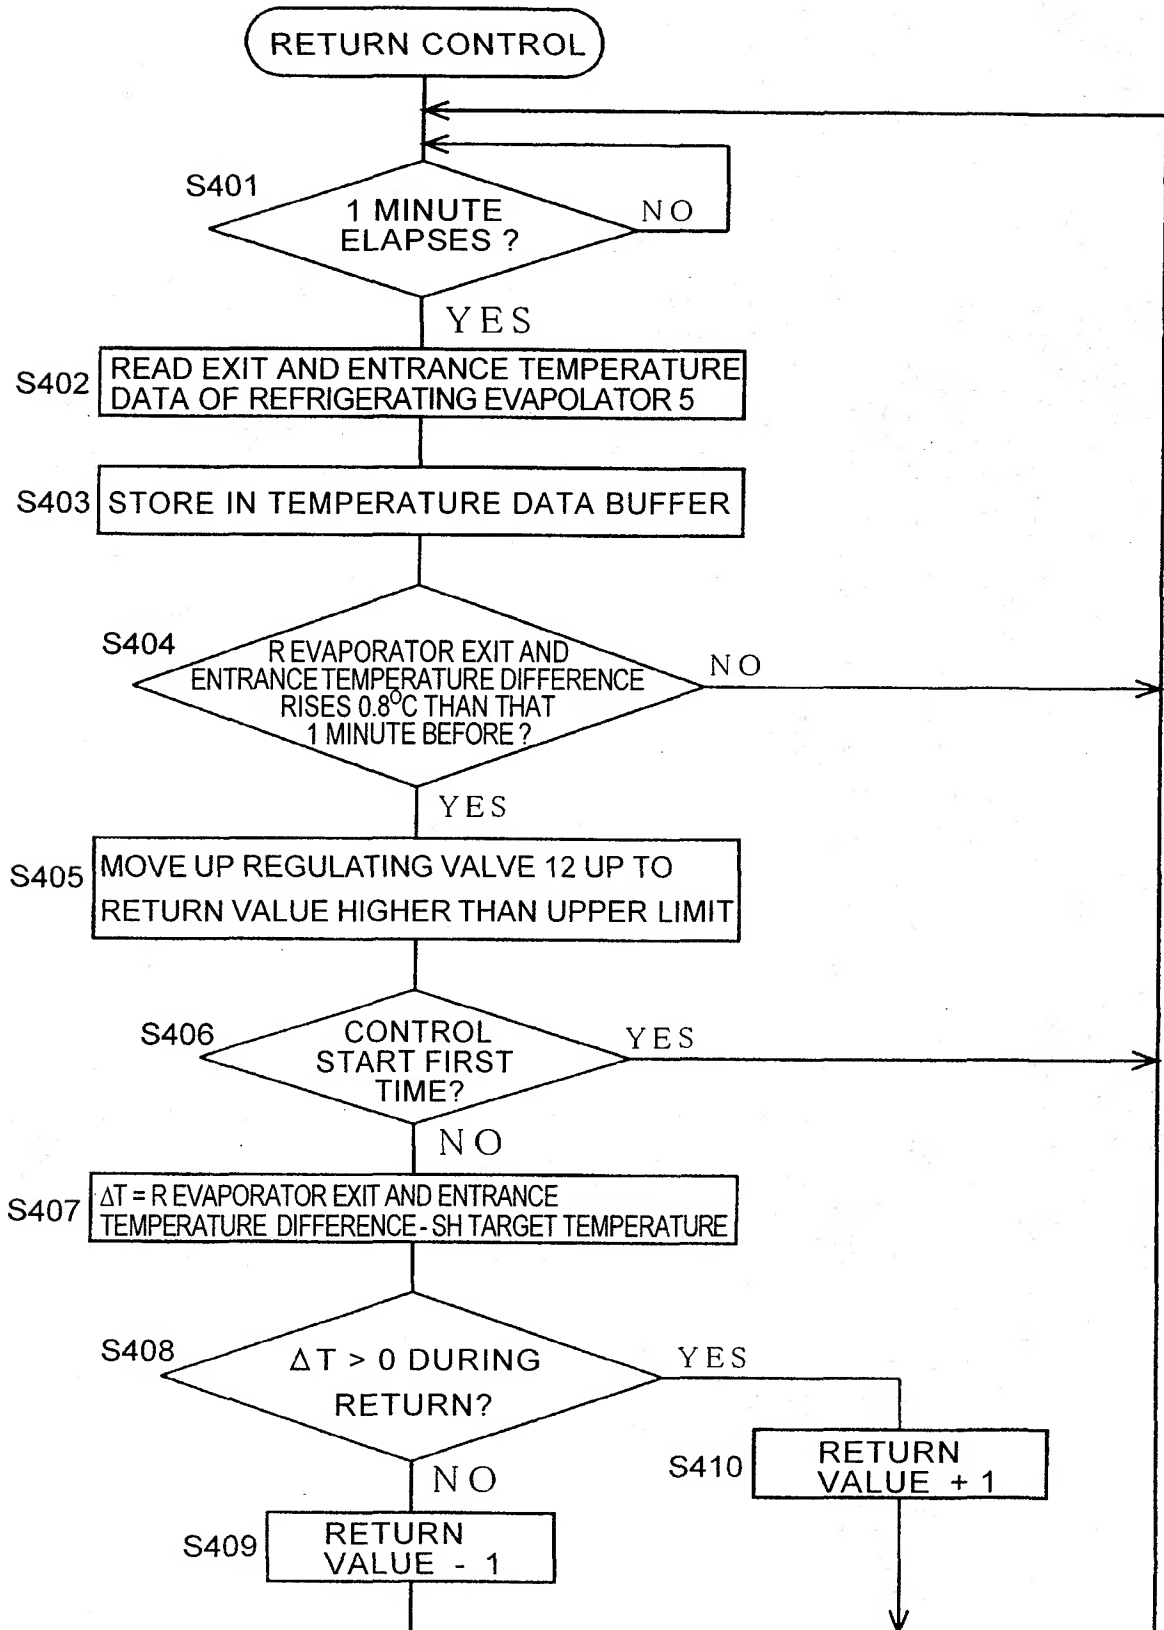 RETURN CONTROL
S401
1 MINUTE
ELAPSES ?
NO
YES
S402
READ EXIT AND ENTRANCE TEMPERATURE
DATA OF REFRIGERATING EVAPOLATOR 5
S403
STORE IN TEMPERATURE DATA BUFFER
S404
R EVAPORATOR EXIT AND
ENTRANCE TEMPERATURE DIFFERENCE
RISES 0.8°C THAN THAT
1 MINUTE BEFORE ?
NO
YES
S405
MOVE UP REGULATING VALVE 12 UP TO
RETURN VALUE HIGHER THAN UPPER LIMIT
S406
CONTROL
START FIRST
TIME?
YES
NO
S407
ΔT = R EVAPORATOR EXIT AND ENTRANCE
TEMPERATURE DIFFERENCE - SH TARGET TEMPERATURE
S408
ΔT > 0 DURING
RETURN?
YES
NO
S410
RETURN
VALUE + 1
S409
RETURN
VALUE - 1